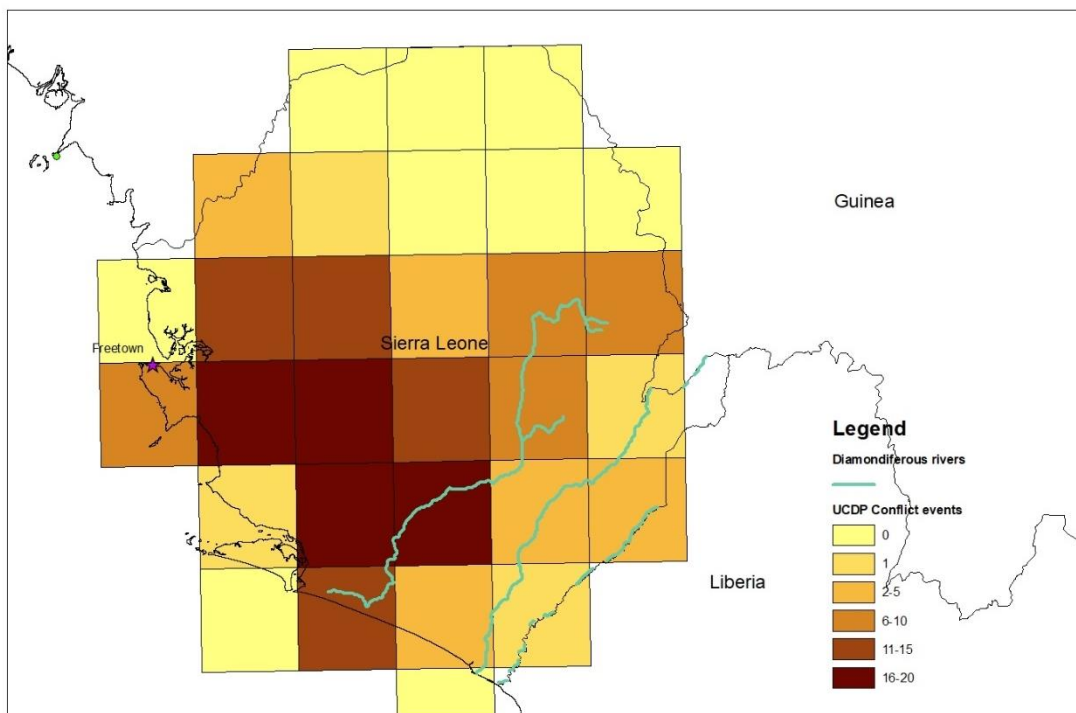 Guinea
Freetown
Sierra Leone
Liberia
Legend
Diamondiferous rivers
UCDP Conflict events
0
1
2-5
6-10
11-15
16-20